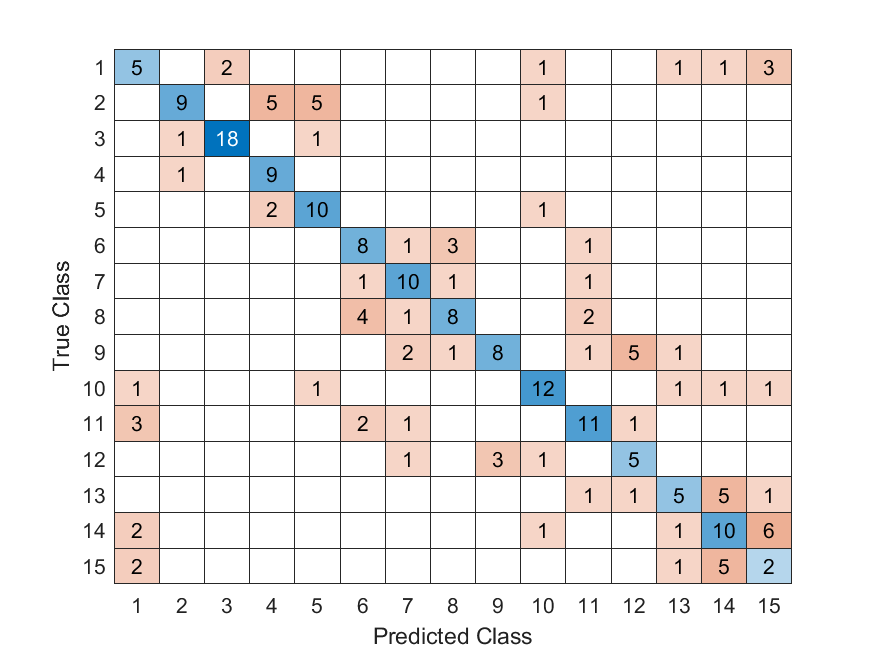 1 5 2 1 1 1 3
2 9 5 5 1
3 1 18 1
4 1 9
5 2 10 1
6 8 1 3 1
7 1 10 1 1
8 4 1 8 2
9 2 1 8 1 5 1
10 1 1 12 1 1 1
11 3 2 1 11 1
12 1 3 1 5
13 1 1 5 5 1
14 2 1 1 10 6
15 2 1 5 2
1 2 3 4 5 6 7 8 9 10 11 12 13 14 15
Predicted Class
True Class